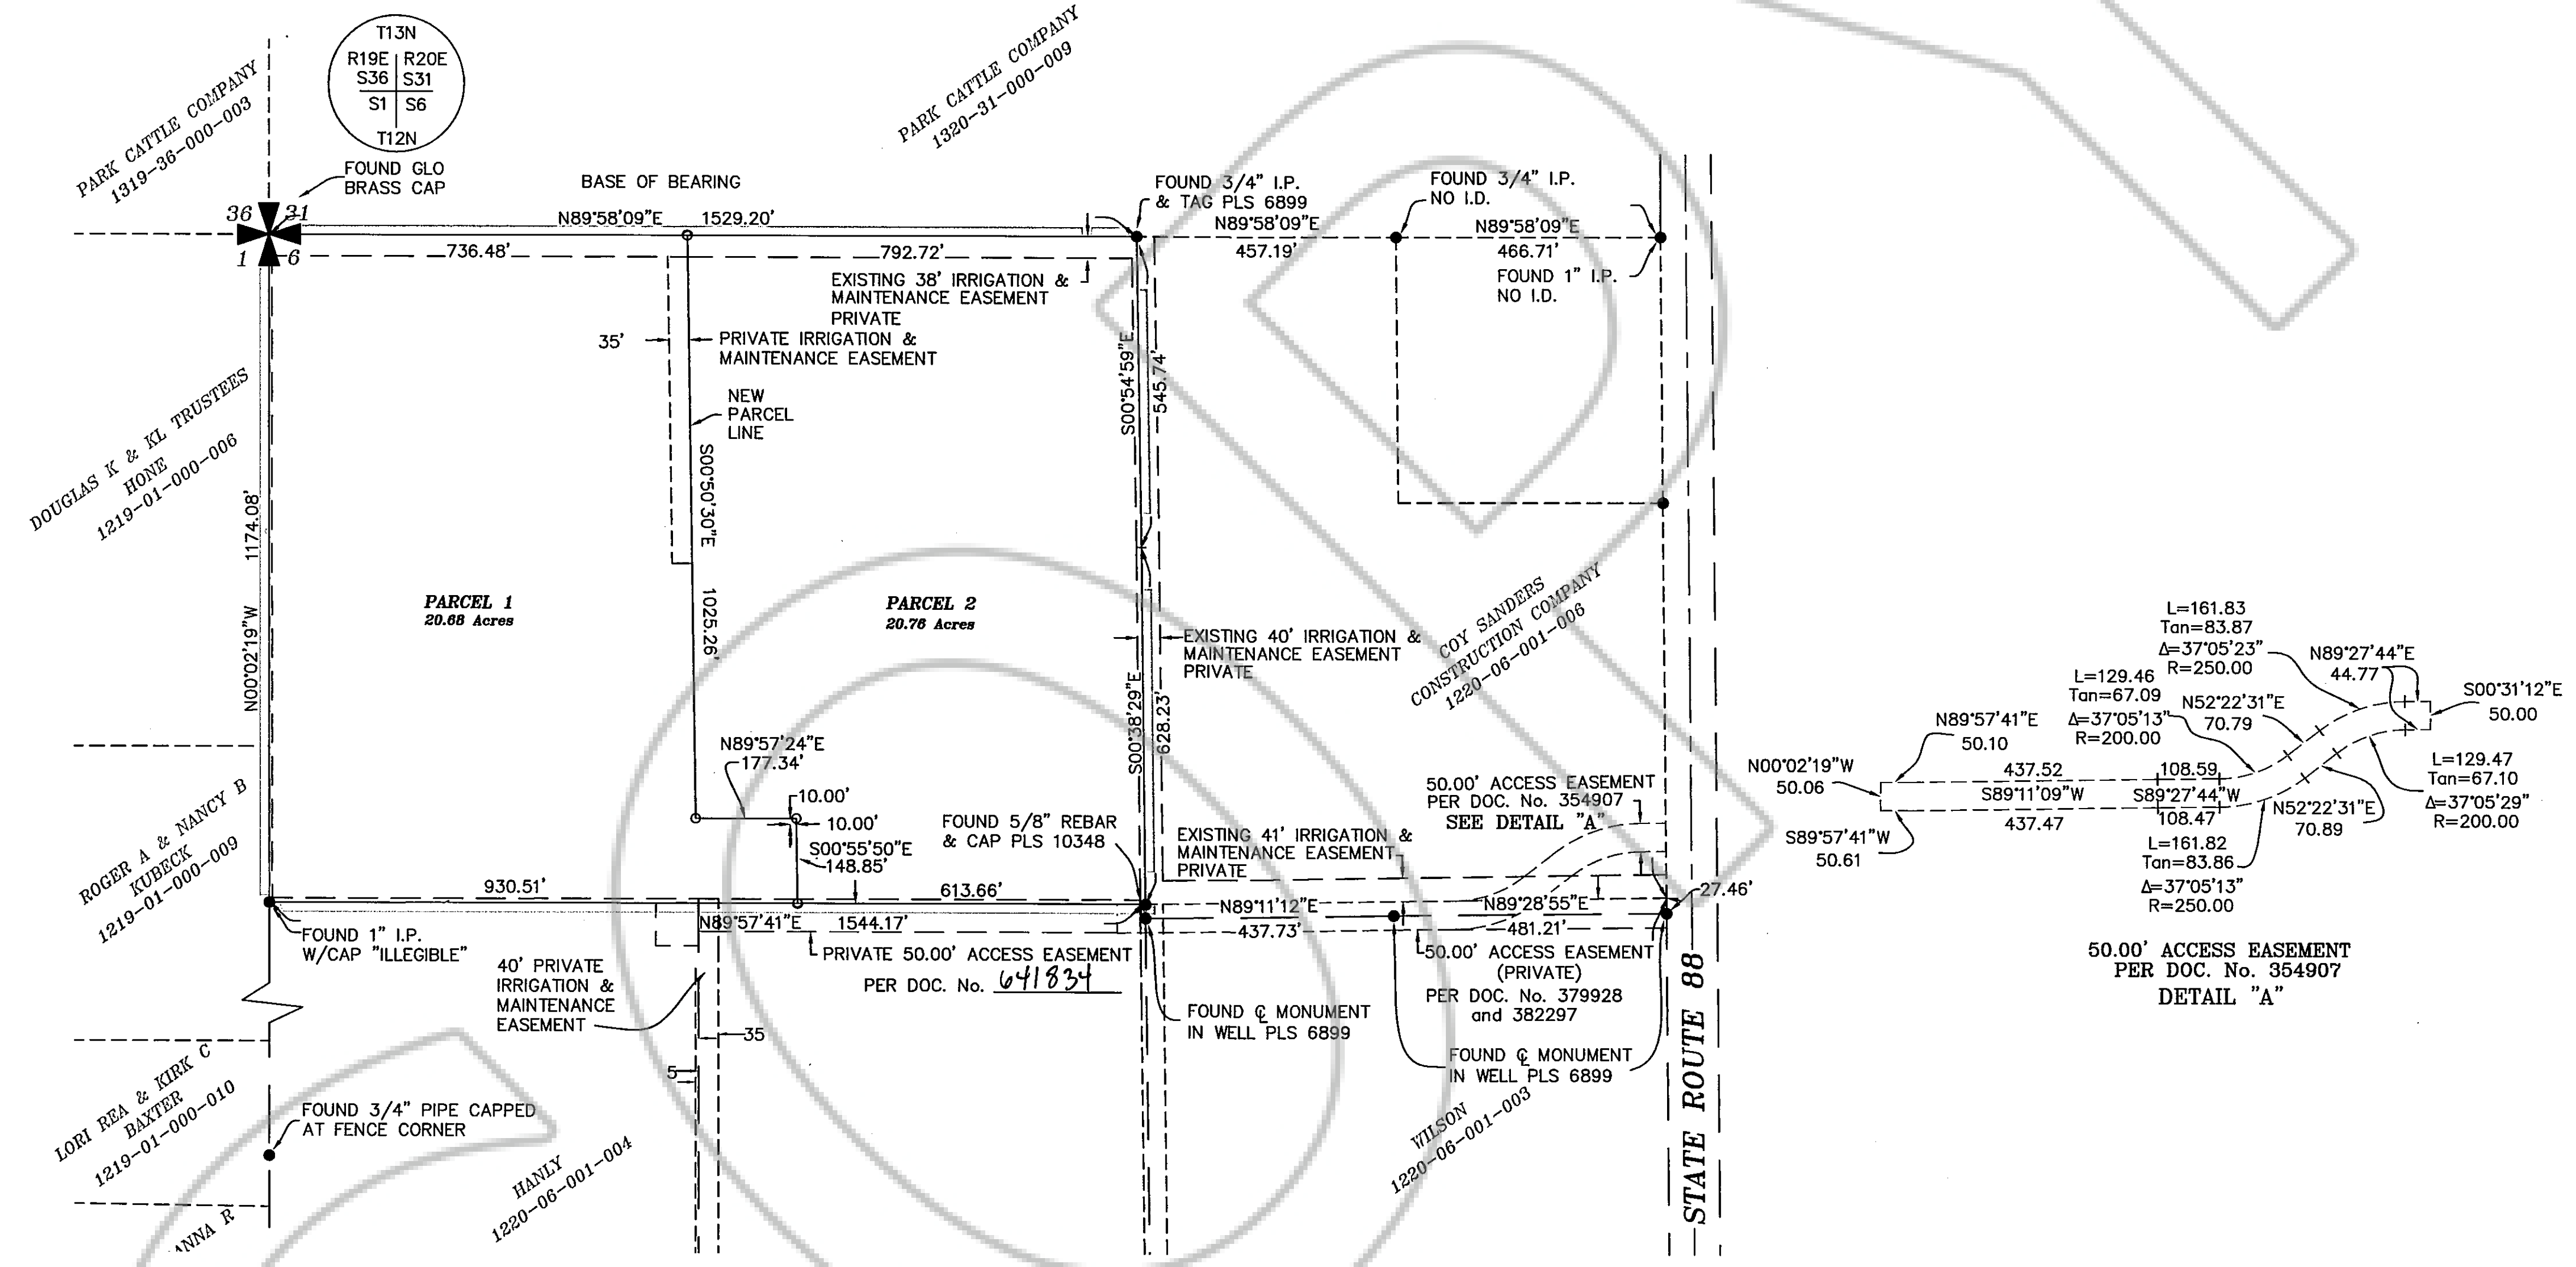 T13N
R19E R20E
S36 S31
S1 S6
T12N
PARK CATTLE COMPANY
1319-36-000-003
PARK CATTLE COMPANY
1320-31-000-009
FOUND GLO
BRASS CAP
36 31
1 6
BASE OF BEARING
N89°58'09"E 1529.20'
736.48'
792.72'
FOUND 3/4" I.P.
& TAG PLS 6899
N89°58'09"E
457.19'
FOUND 3/4" I.P.
NO I.D.
N89°58'09"E
466.71'
FOUND 1" I.P.
NO I.D.
EXISTING 38' IRRIGATION &
MAINTENANCE EASEMENT
PRIVATE
35'
PRIVATE IRRIGATION &
MAINTENANCE EASEMENT
NEW
PARCEL
LINE
S00°50'30"E 1025.26'
S00°54'59"E
545.74'
DOUGLAS K & KL TRUSTEES
HONE
1219-01-000-006
N00°02'19"W 1174.08'
PARCEL 1
20.68 Acres
PARCEL 2
20.76 Acres
EXISTING 40' IRRIGATION &
MAINTENANCE EASEMENT
PRIVATE
S00°38'29"E
628.23'
COY SANDERS
CONSTRUCTION COMPANY
1220-06-001-006
N89°57'24"E
177.34'
10.00'
10.00'
S00°55'50"E
148.85'
FOUND 5/8" REBAR
& CAP PLS 10348
EXISTING 41' IRRIGATION &
MAINTENANCE EASEMENT
PRIVATE
50.00' ACCESS EASEMENT
PER DOC. No. 354907
SEE DETAIL "A"
ROGER A & NANCY B
KUBECK
1219-01-000-009
930.51'
613.66'
N89°57'41"E 1544.17'
N89°11'12"E
437.73'
N89°28'55"E
481.21'
27.46'
FOUND 1" I.P.
W/CAP "ILLEGIBLE"
40' PRIVATE
IRRIGATION &
MAINTENANCE
EASEMENT
PRIVATE 50.00' ACCESS EASEMENT
PER DOC. No. 641834
50.00' ACCESS EASEMENT
(PRIVATE)
PER DOC. No. 379928
and 382297
FOUND ℄ MONUMENT
IN WELL PLS 6899
FOUND ℄ MONUMENT
IN WELL PLS 6899
35
5
LORI REA & KIRK C
BAXTER
1219-01-000-010
FOUND 3/4" PIPE CAPPED
AT FENCE CORNER
HANLY
1220-06-001-004
WILSON
1220-06-001-003
STATE ROUTE 88
ANNA R
L=161.83
Tan=83.87
Δ=37°05'23"
R=250.00
N89°27'44"E
44.77
S00°31'12"E
50.00
L=129.46
Tan=67.09
Δ=37°05'13"
R=200.00
N52°22'31"E
70.79
N89°57'41"E
50.10
N00°02'19"W
50.06
437.52
S89°11'09"W
437.47
108.59
S89°27'44"W
108.47
S89°57'41"W
50.61
N52°22'31"E
70.89
L=129.47
Tan=67.10
Δ=37°05'29"
R=200.00
L=161.82
Tan=83.86
Δ=37°05'13"
R=250.00
50.00' ACCESS EASEMENT
PER DOC. No. 354907
DETAIL "A"